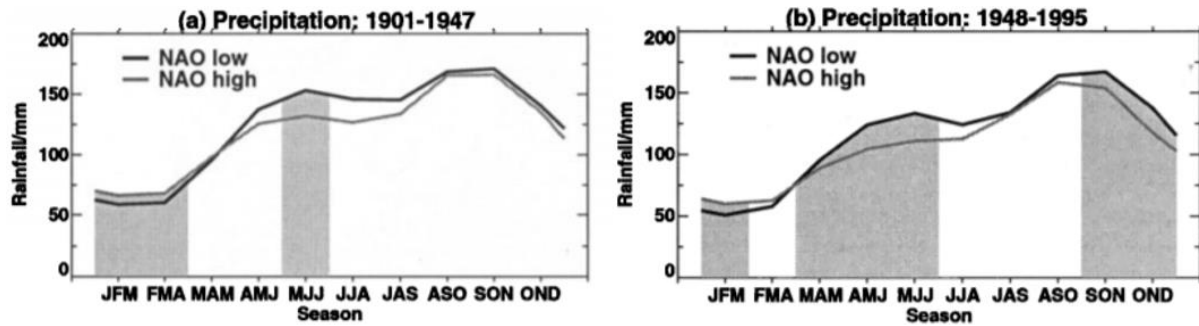 (a) Precipitation: 1901-1947
200
150
100
50
0
Rainfall/mm
NAO low
NAO high
JFM FMA MAM AMJ MJJ JJA JAS ASO SON OND
Season
(b) Precipitation: 1948-1995
200
150
100
50
0
Rainfall/mm
NAO low
NAO high
JFM FMA MAM AMJ MJJ JJA JAS ASO SON OND
Season